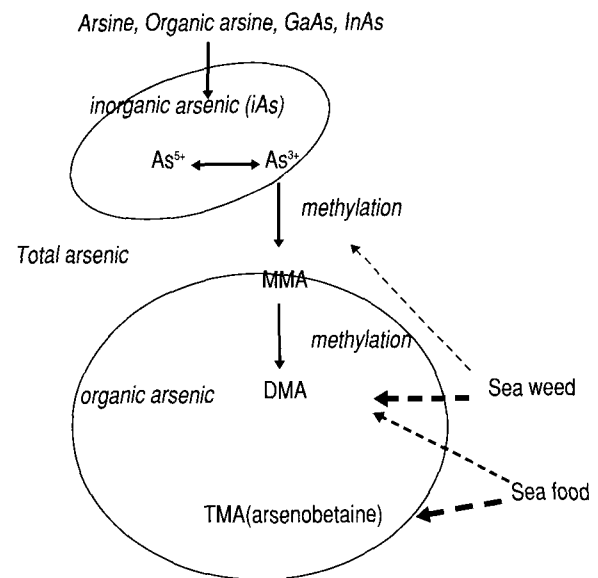 Arsine, Organic arsine, GaAs, InAs
inorganic arsenic (iAs)
As5+ As3+
methylation
Total arsenic
MMA
methylation
organic arsenic
DMA
Sea weed
Sea food
TMA(arsenobetaine)